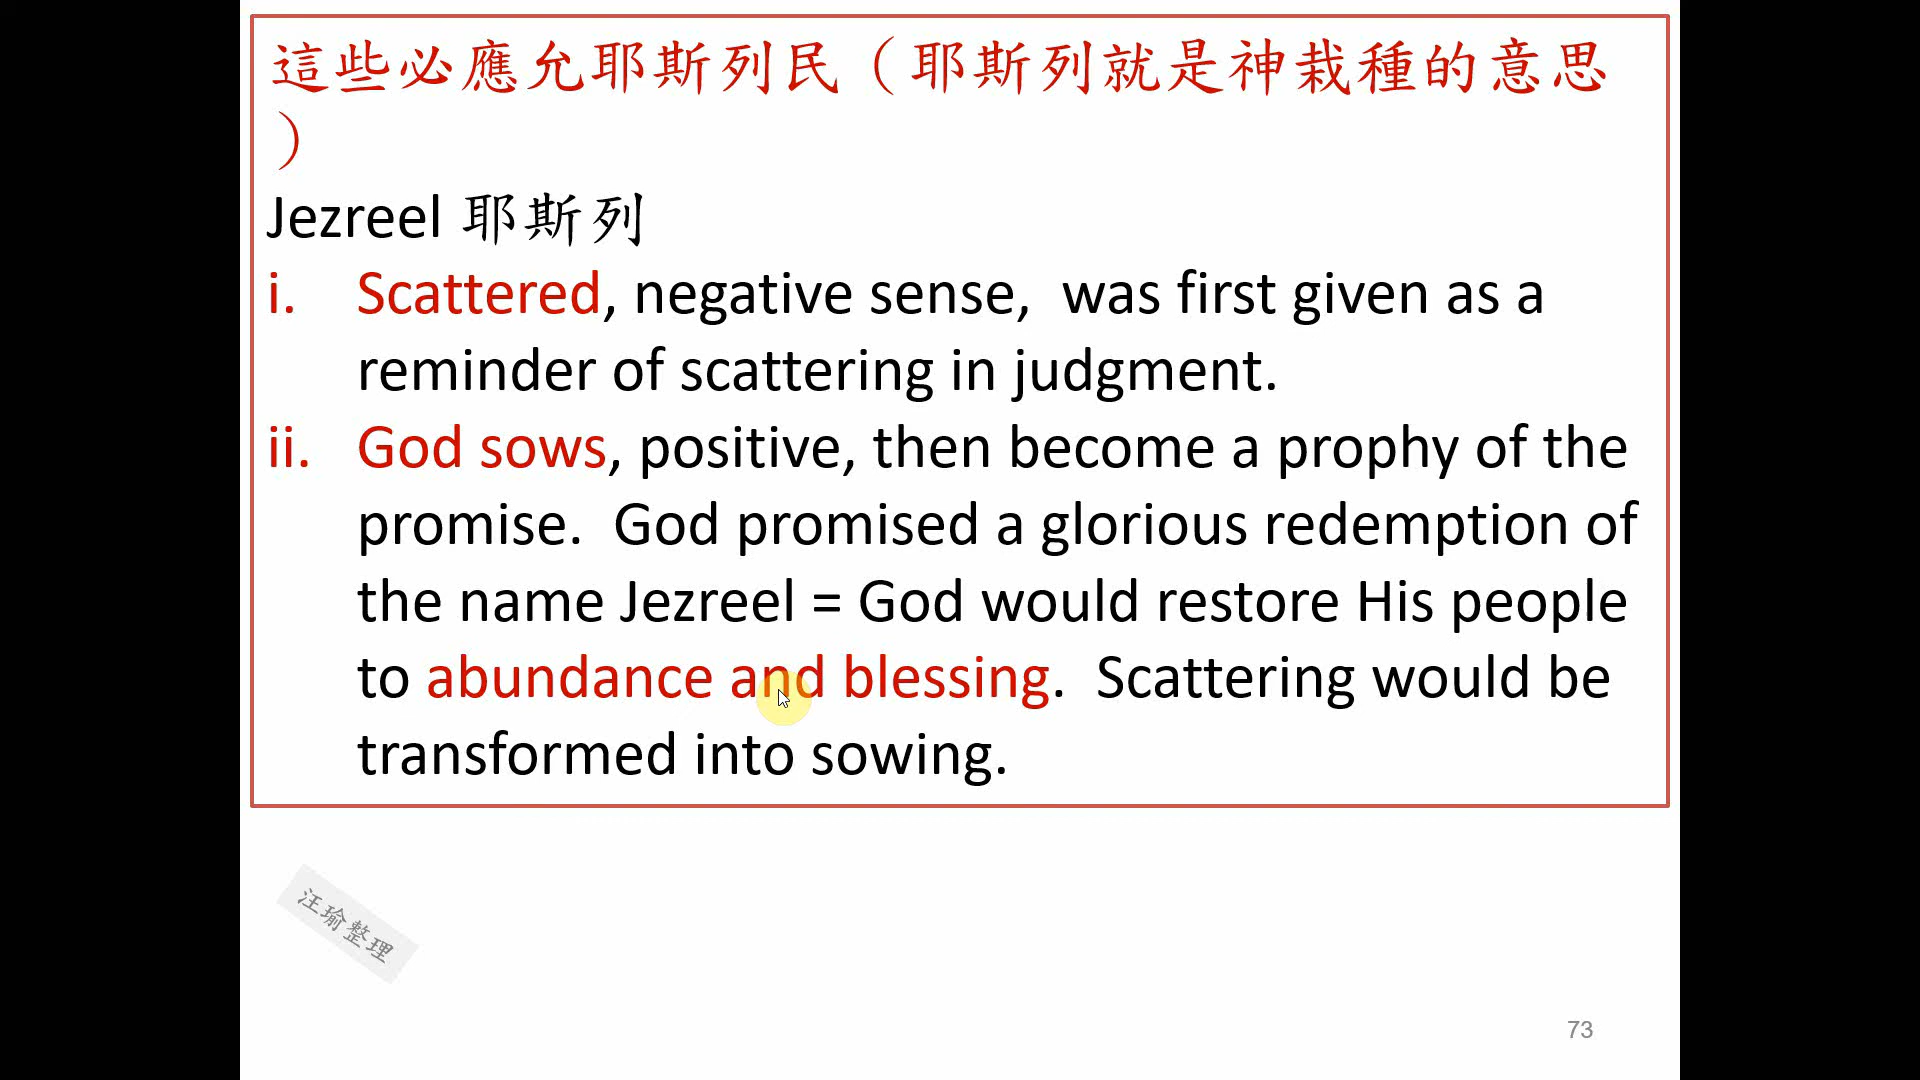 這些必應允耶斯列民（耶斯列就是神栽種的意思
）
Jezreel 耶斯列
i. Scattered, negative sense,  was first given as a
reminder of scattering in judgment.
ii. God sows, positive, then become a prophy of the
promise.  God promised a glorious redemption of
the name Jezreel = God would restore His people
to abundance and blessing.  Scattering would be
transformed into sowing.
汪瑜整理
73